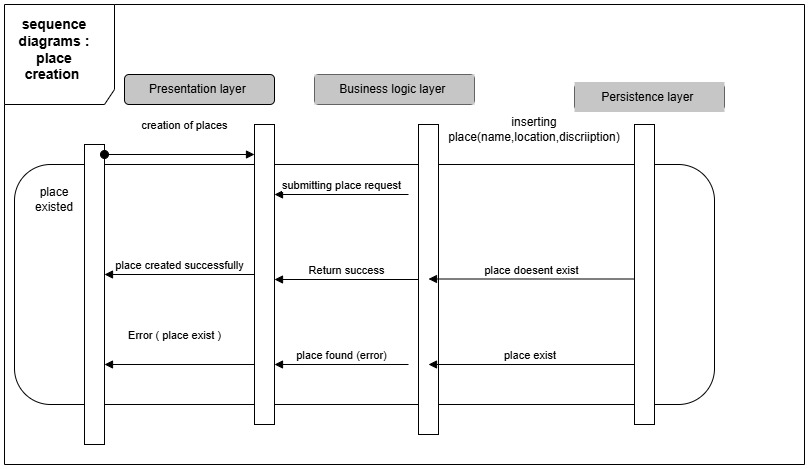 sequence
diagrams :
place
creation
Presentation layer
Business logic layer
Persistence layer
creation of places
inserting
place(name,location,discriiption)
place
existed
submitting place request
place created successfully
Return success
place doesent exist
Error ( place exist )
place found (error)
place exist